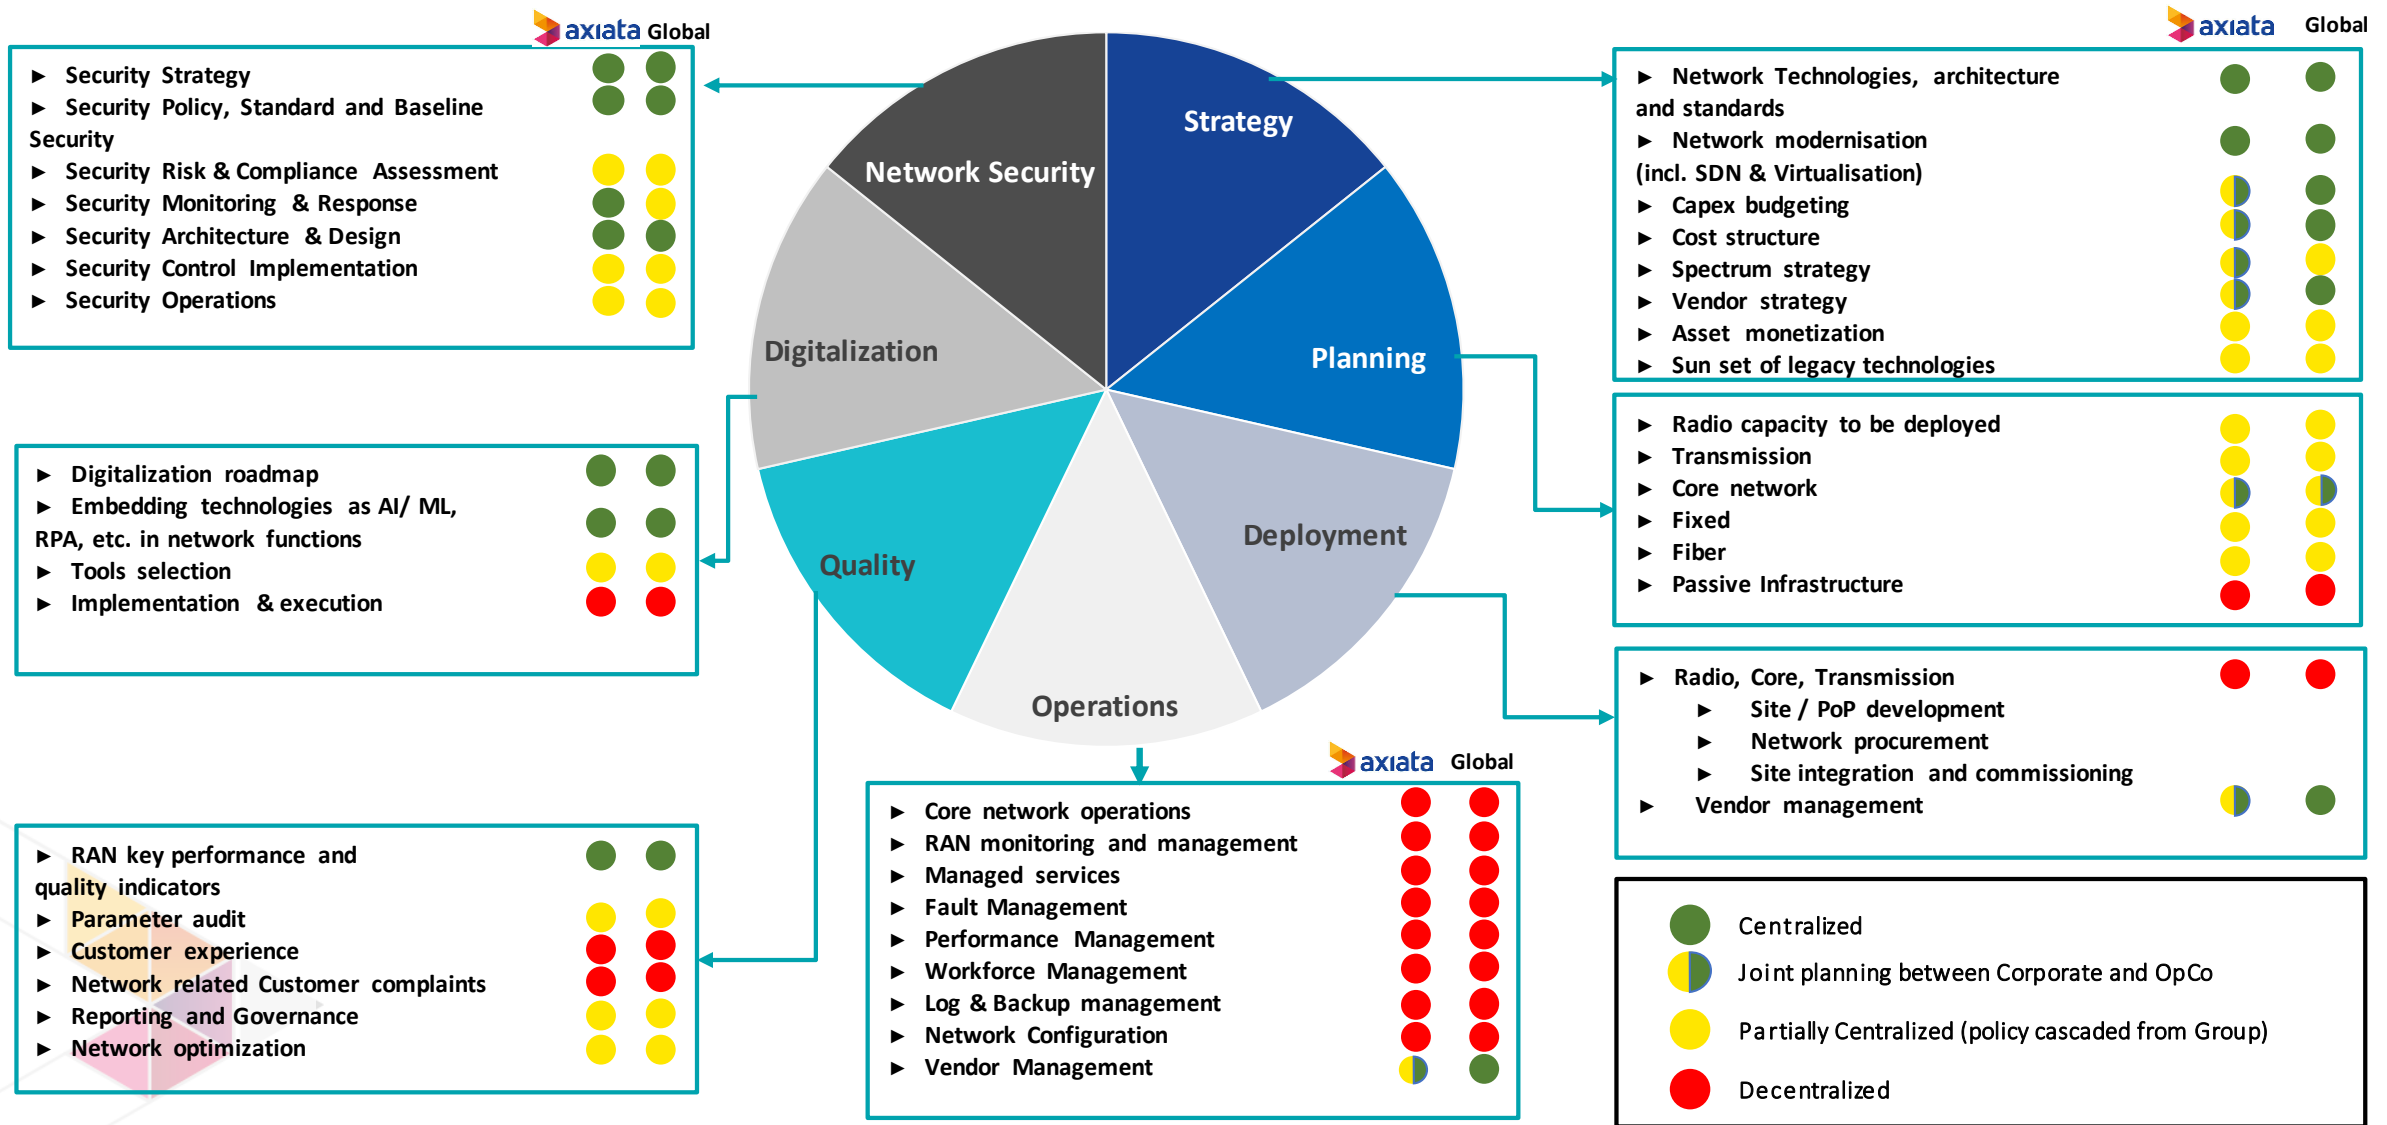 axiata Global
► Security Strategy
► Security Policy, Standard and Baseline
Security
► Security Risk & Compliance Assessment
► Security Monitoring & Response
► Security Architecture & Design
► Security Control Implementation
► Security Operations
► Digitalization roadmap
► Embedding technologies as AI/ ML,
RPA, etc. in network functions
► Tools selection
► Implementation & execution
► RAN key performance and
quality indicators
► Parameter audit
► Customer experience
► Network related Customer complaints
► Reporting and Governance
► Network optimization
Strategy
Network Security
Planning
Digitalization
Deployment
Quality
Operations
axiata Global
► Core network operations
► RAN monitoring and management
► Managed services
► Fault Management
► Performance Management
► Workforce Management
► Log & Backup management
► Network Configuration
► Vendor Management
axiata Global
► Network Technologies, architecture
and standards
► Network modernisation
(incl. SDN & Virtualisation)
► Capex budgeting
► Cost structure
► Spectrum strategy
► Vendor strategy
► Asset monetization
► Sun set of legacy technologies
► Radio capacity to be deployed
► Transmission
► Core network
► Fixed
► Fiber
► Passive Infrastructure
► Radio, Core, Transmission
► Site / PoP development
► Network procurement
► Site integration and commissioning
► Vendor management
Centralized
Joint planning between Corporate and OpCo
Partially Centralized (policy cascaded from Group)
Decentralized